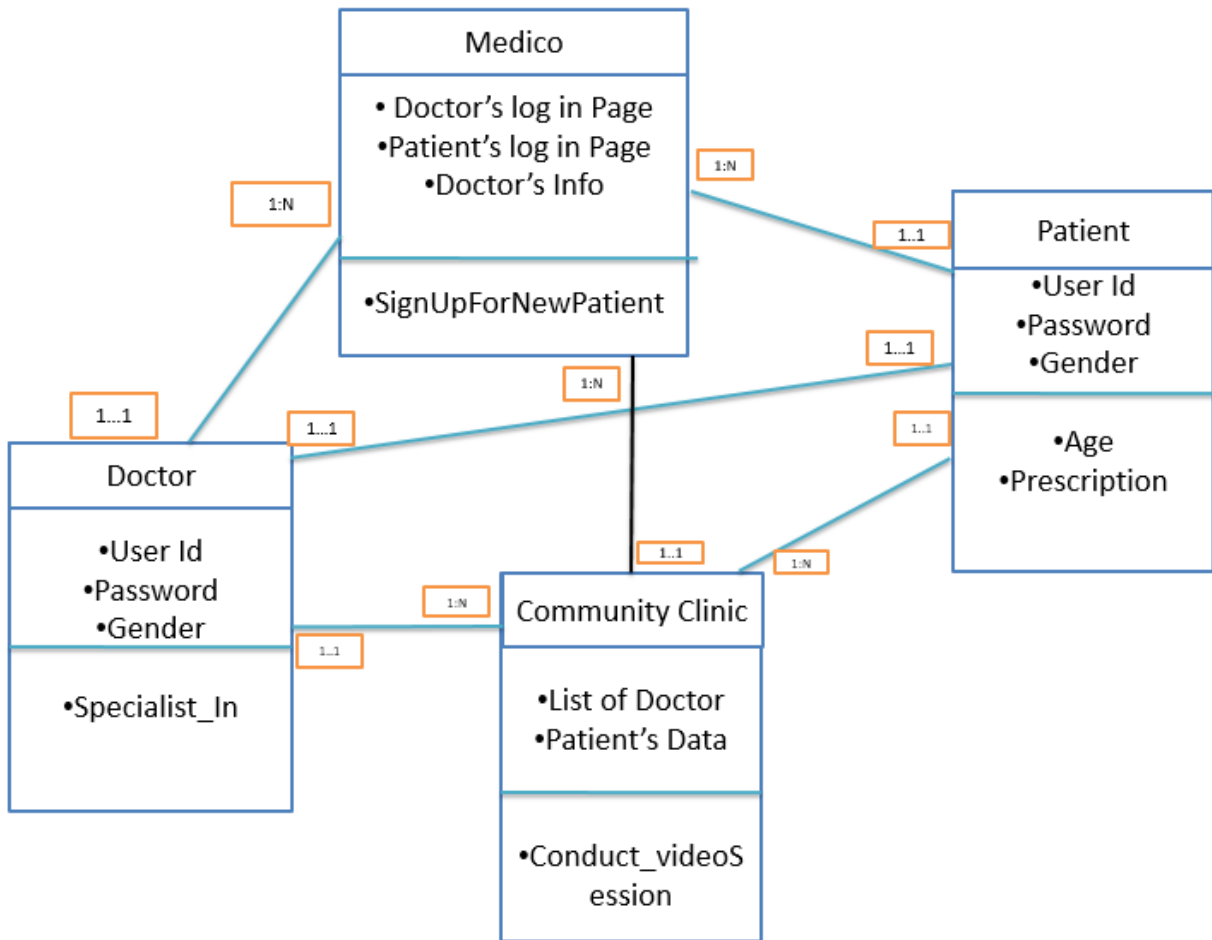 Medico
• Doctor’s log in Page
•Patient’s log in Page
•Doctor’s Info
•SignUpForNewPatient
1:N
1:N
1..1
Patient
•User Id
•Password
•Gender
•Age
•Prescription
1...1
1:N
1...1
1...1
1..1
Doctor
•User Id
•Password
•Gender
•Specialist_In
1:N
1..1
1..1
1:N
Community Clinic
•List of Doctor
•Patient’s Data
•Conduct_videoS
ession